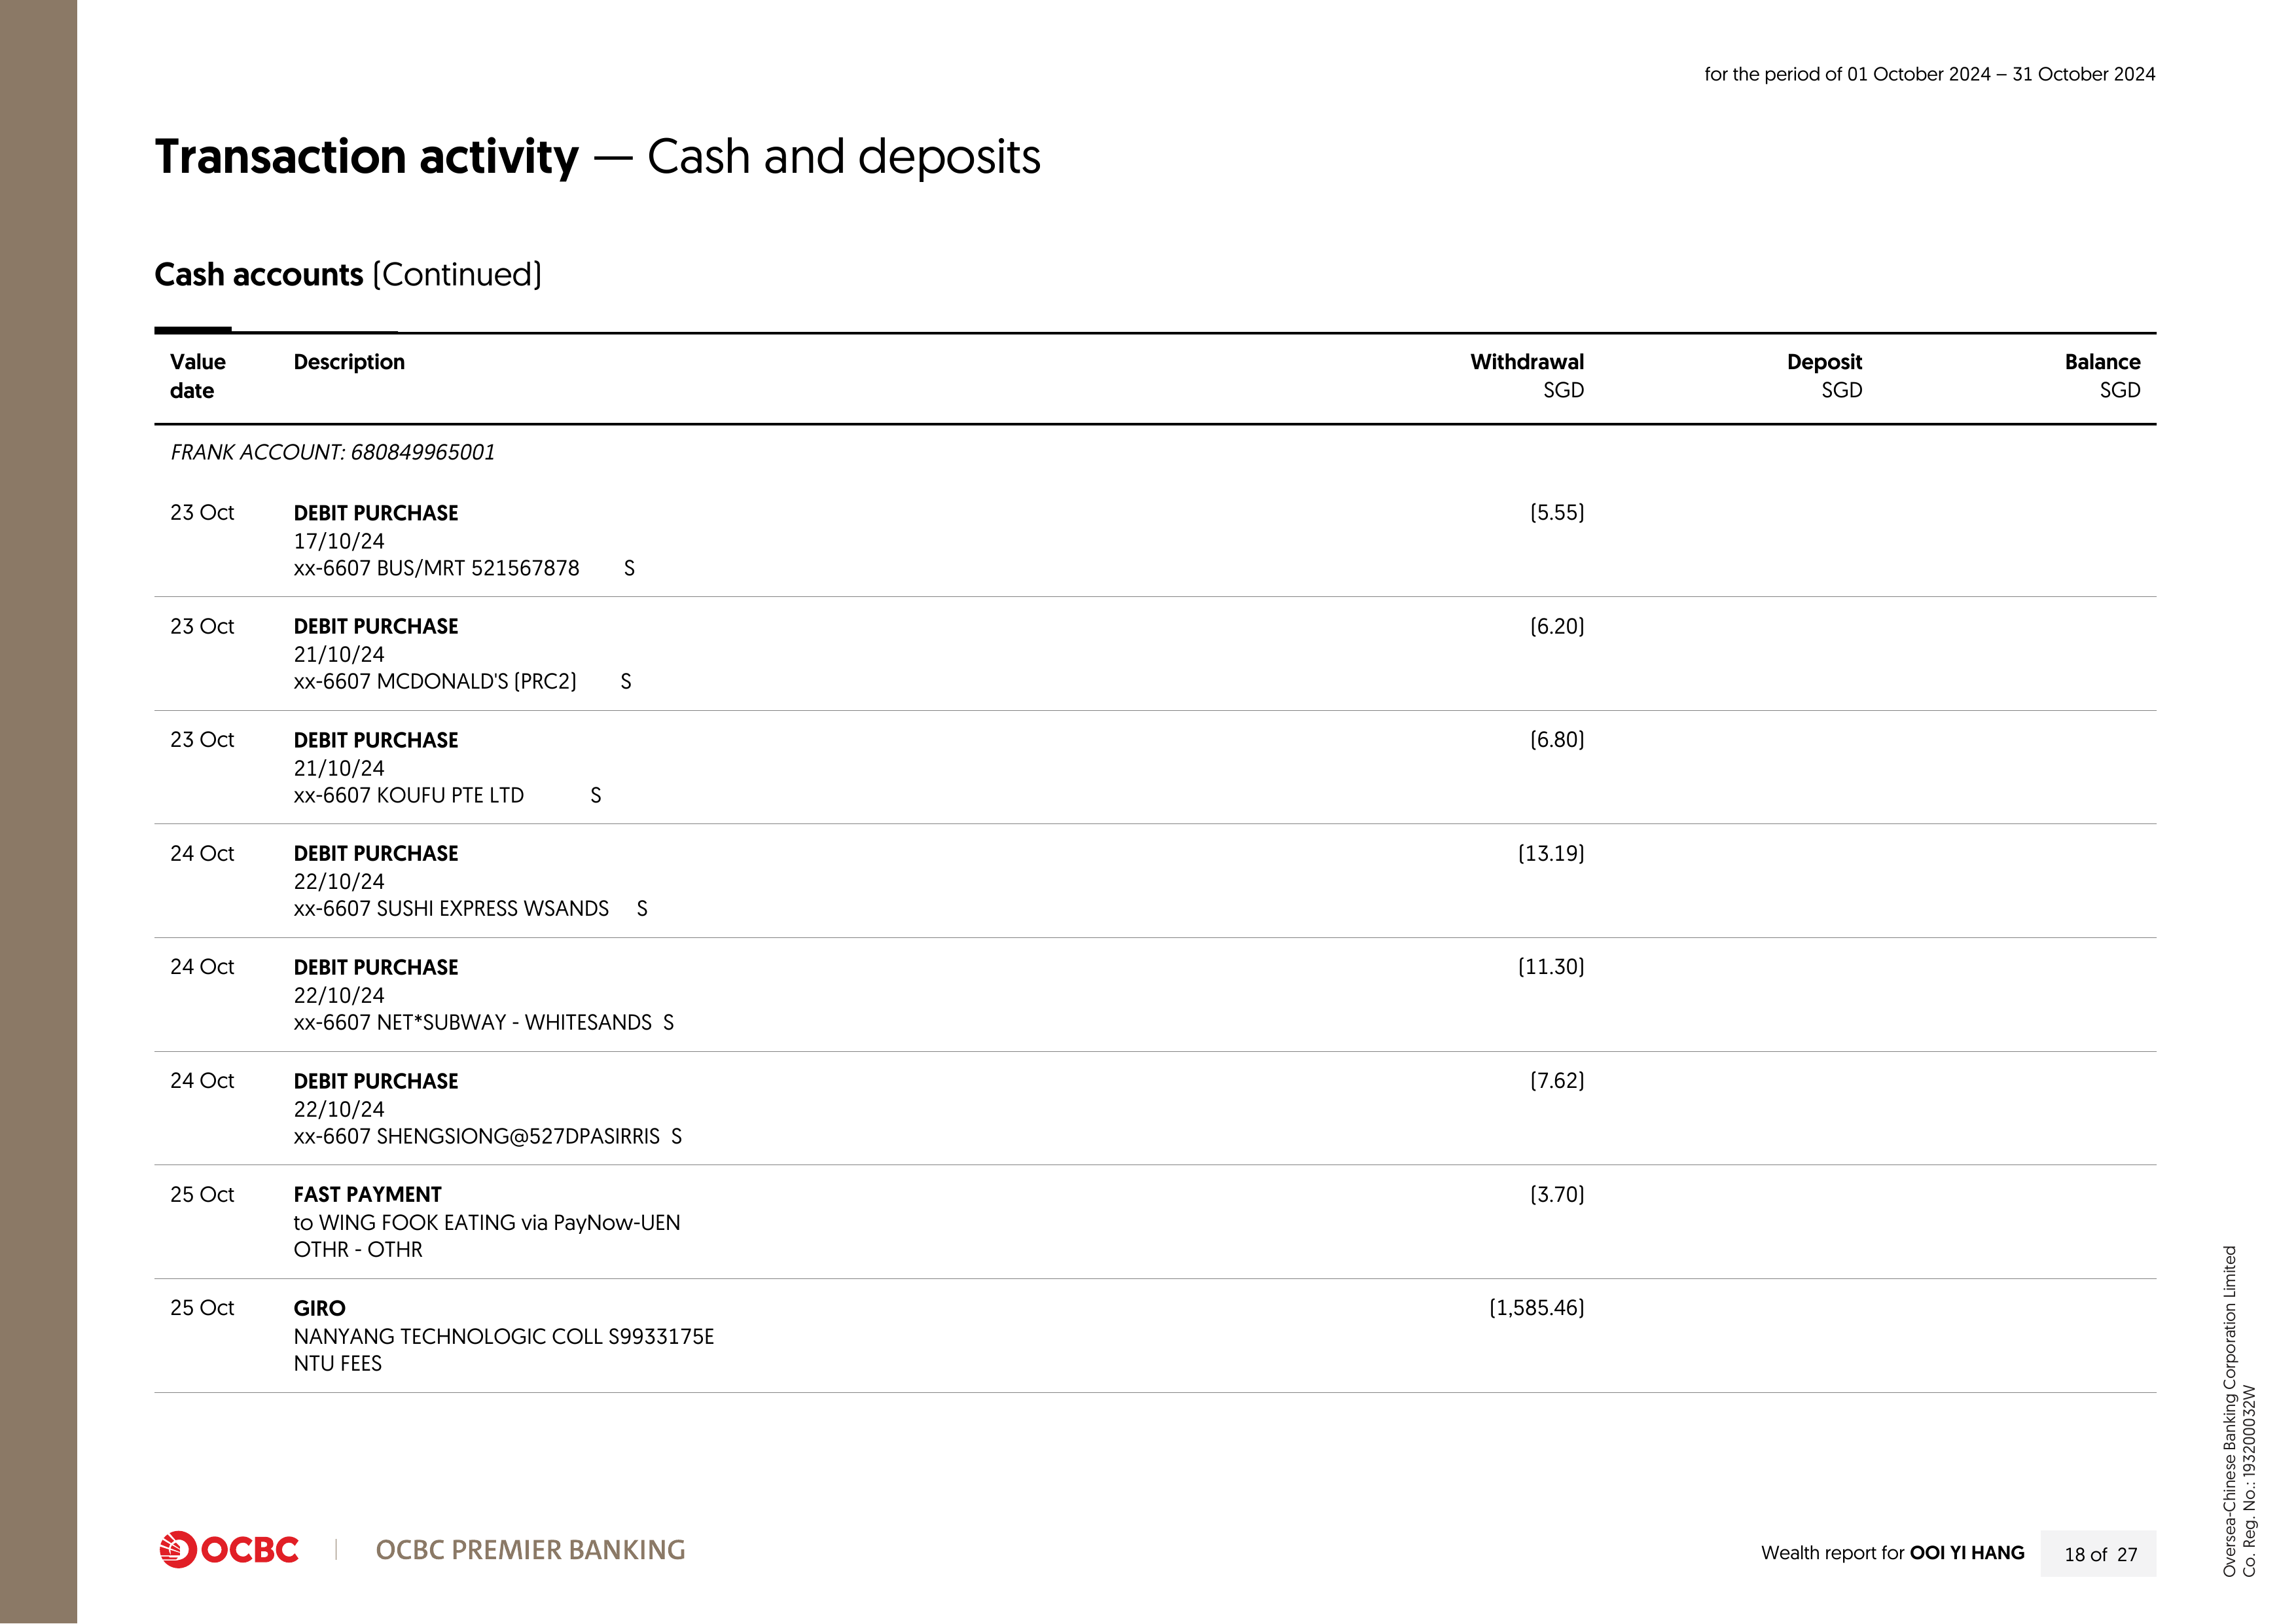 for the period of 01 October 2024 – 31 October 2024
Transaction activity — Cash and deposits
Cash accounts (Continued)
Value date Description Withdrawal SGD Deposit SGD Balance SGD
FRANK ACCOUNT: 680849965001
23 Oct DEBIT PURCHASE (5.55)
17/10/24
xx-6607 BUS/MRT 521567878 S
23 Oct DEBIT PURCHASE (6.20)
21/10/24
xx-6607 MCDONALD'S (PRC2) S
23 Oct DEBIT PURCHASE (6.80)
21/10/24
xx-6607 KOUFU PTE LTD S
24 Oct DEBIT PURCHASE (13.19)
22/10/24
xx-6607 SUSHI EXPRESS WSANDS S
24 Oct DEBIT PURCHASE (11.30)
22/10/24
xx-6607 NET*SUBWAY - WHITESANDS S
24 Oct DEBIT PURCHASE (7.62)
22/10/24
xx-6607 SHENGSIONG@527DPASIRRIS S
25 Oct FAST PAYMENT (3.70)
to WING FOOK EATING via PayNow-UEN
OTHR - OTHR
25 Oct GIRO (1,585.46)
NANYANG TECHNOLOGIC COLL S9933175E
NTU FEES
OCBC OCBC PREMIER BANKING
Wealth report for OOI YI HANG 18 of 27
Oversea-Chinese Banking Corporation Limited
Co. Reg. No.: 193200032W